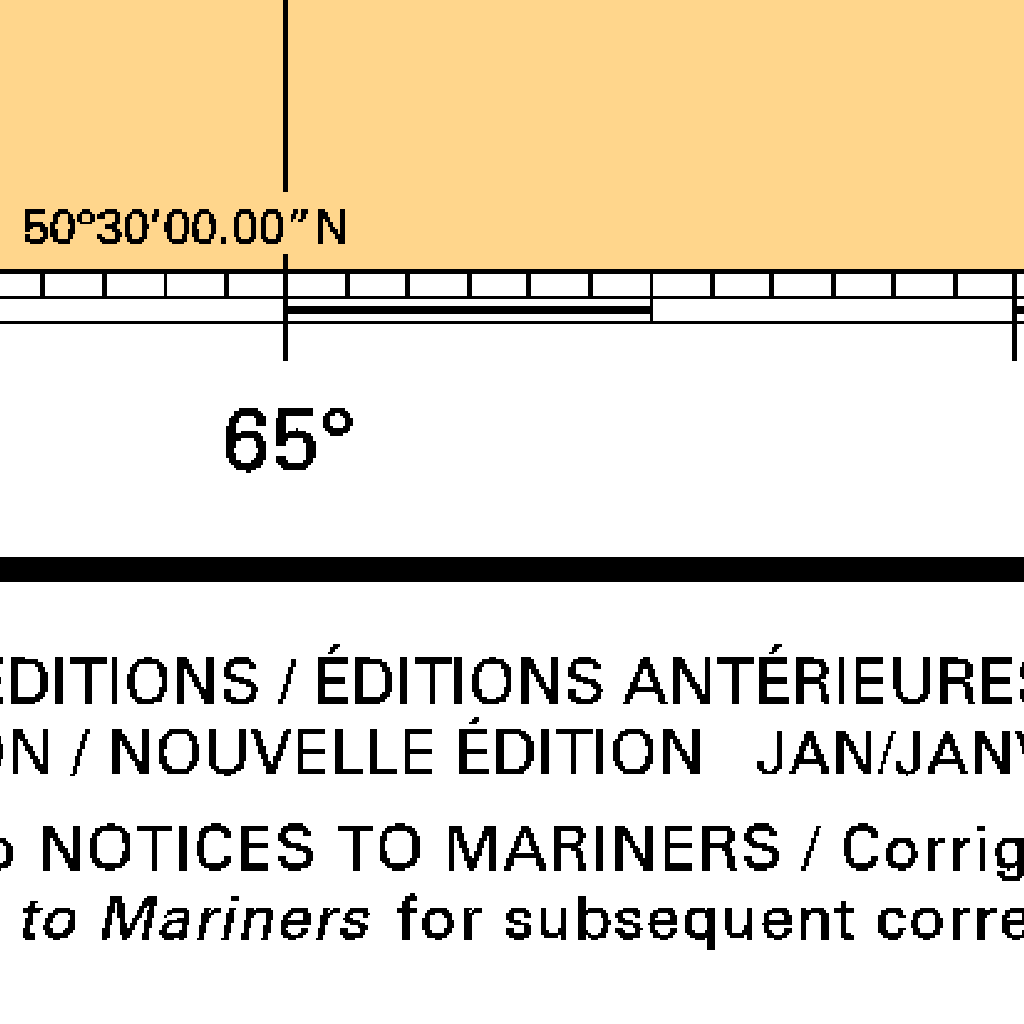 50°30'00.00"N
65°
EDITIONS / ÉDITIONS ANTÉRIEURES
ON / NOUVELLE ÉDITION JAN/JANV
o NOTICES TO MARINERS / Corrig
to Mariners for subsequent corre